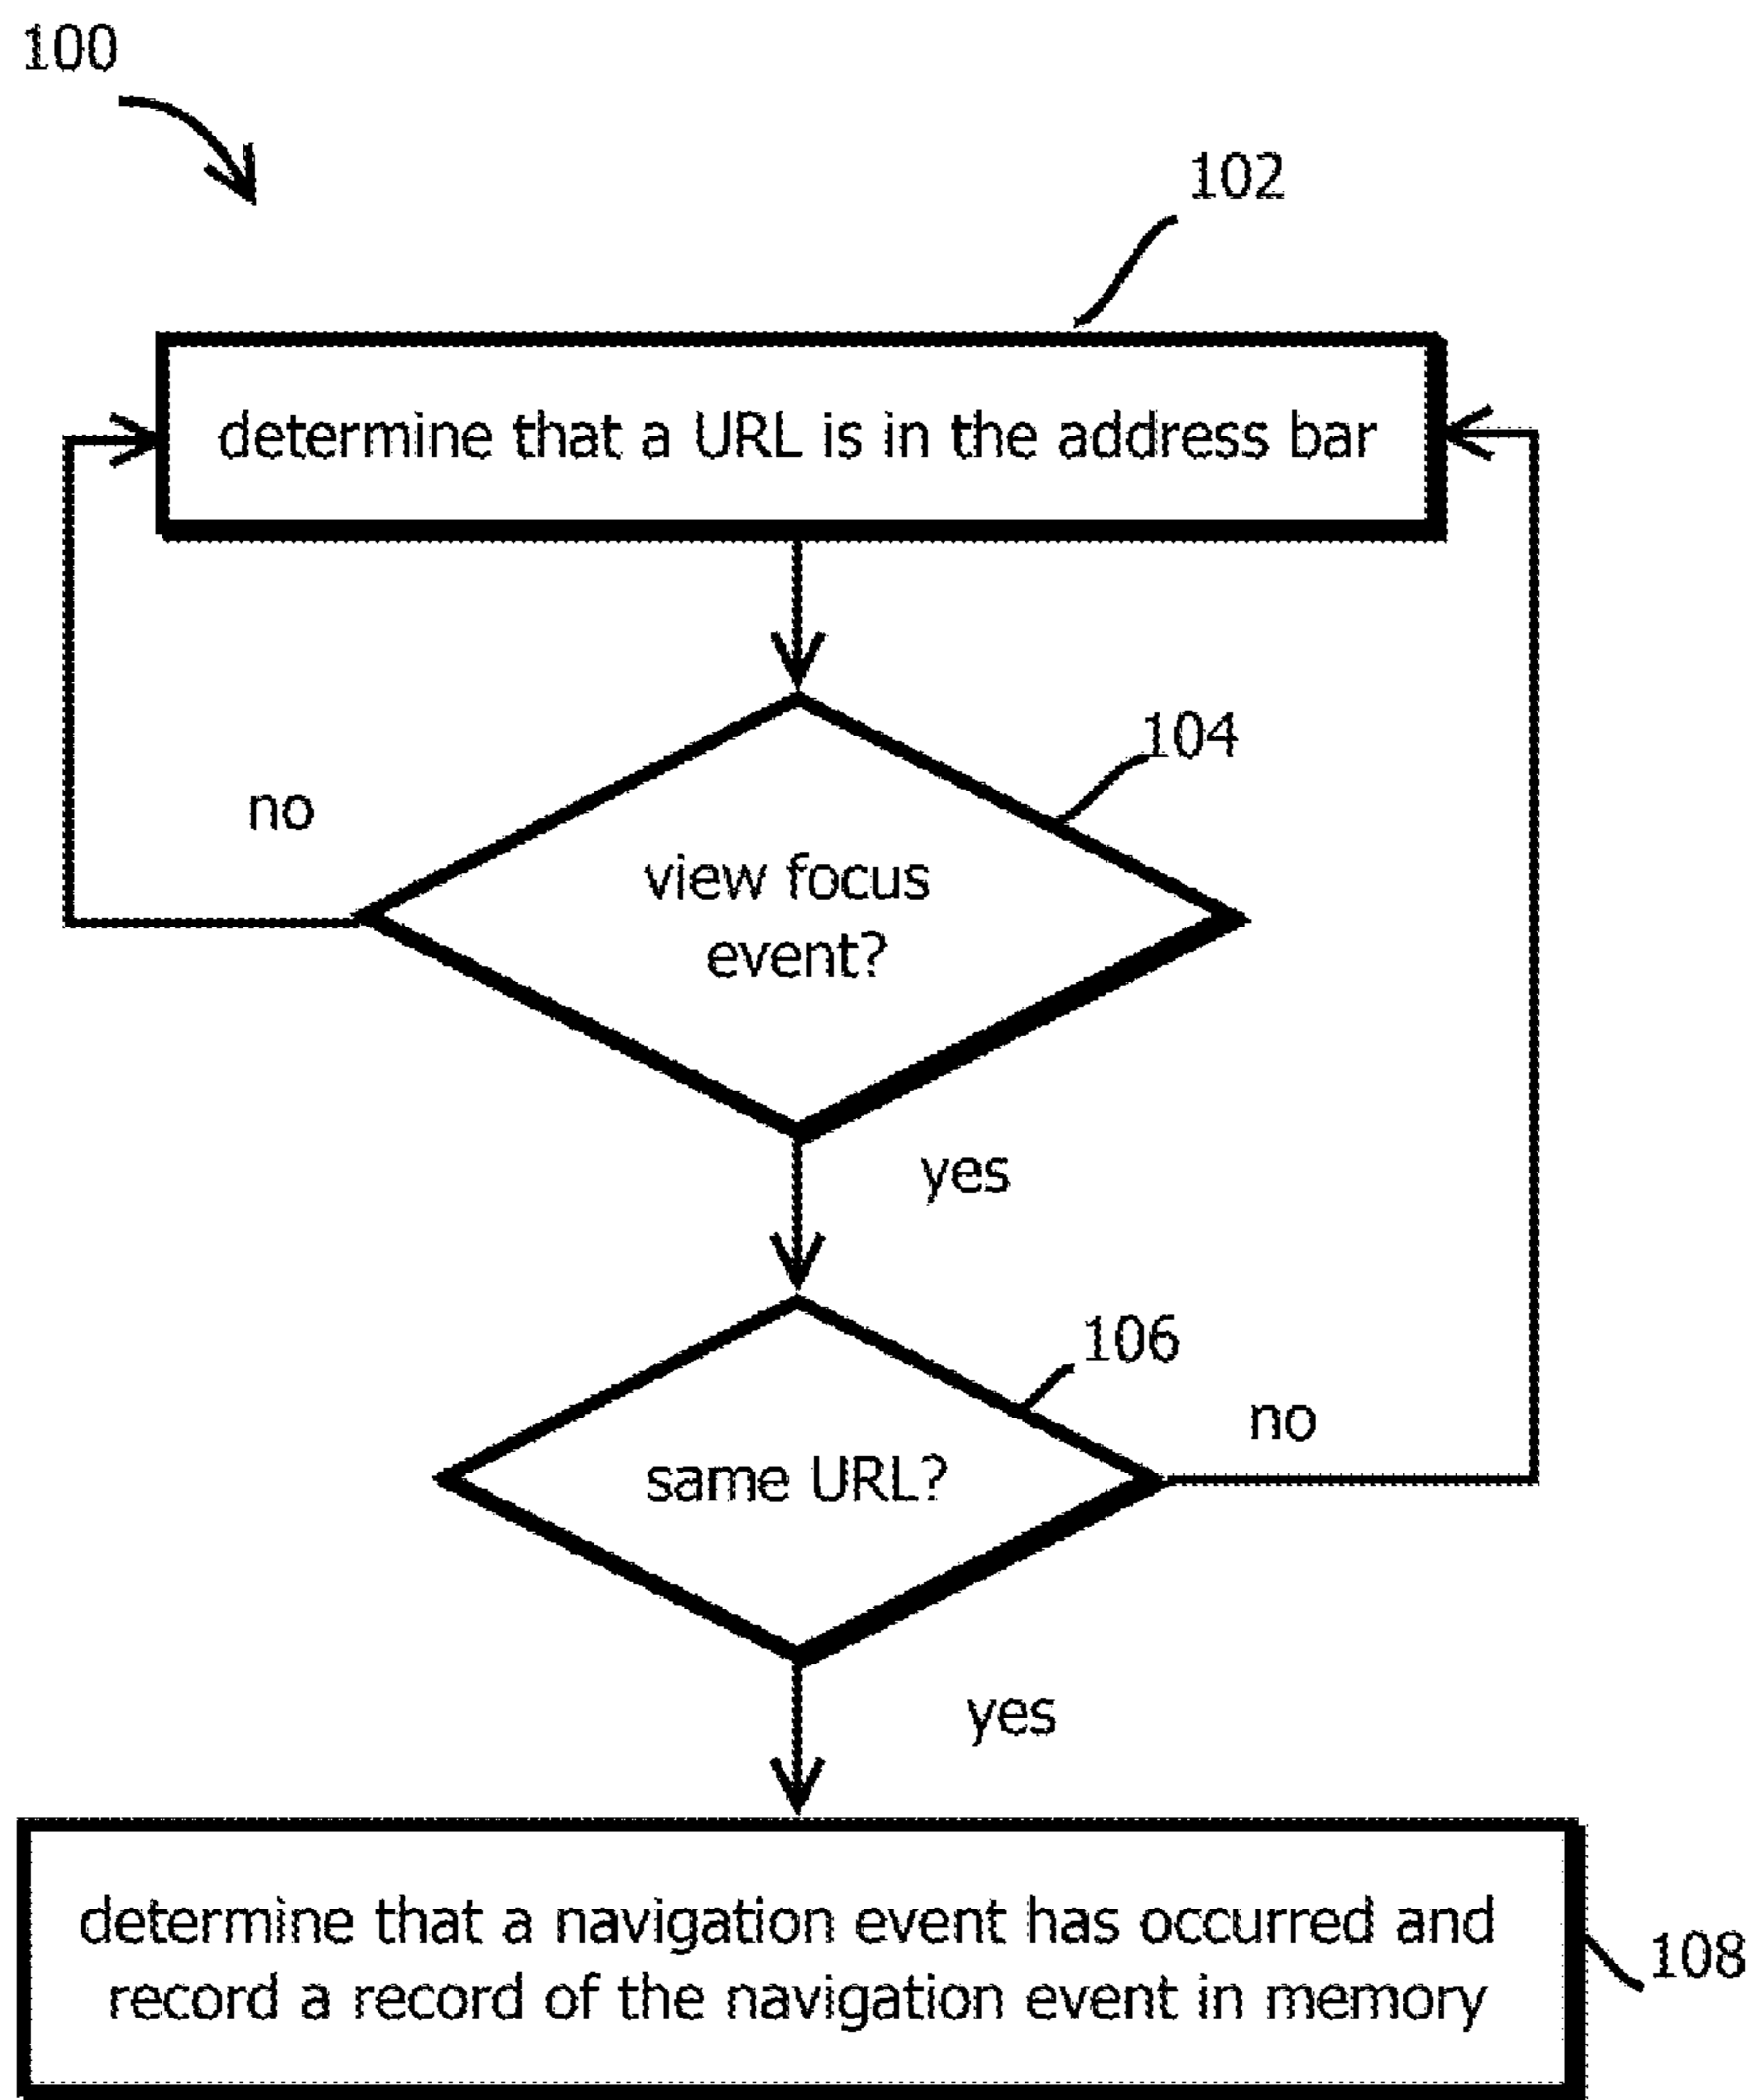 100
102
determine that a URL is in the address bar
104
no
view focus
event?
yes
106
no
same URL?
yes
determine that a navigation event has occurred and
record a record of the navigation event in memory
108